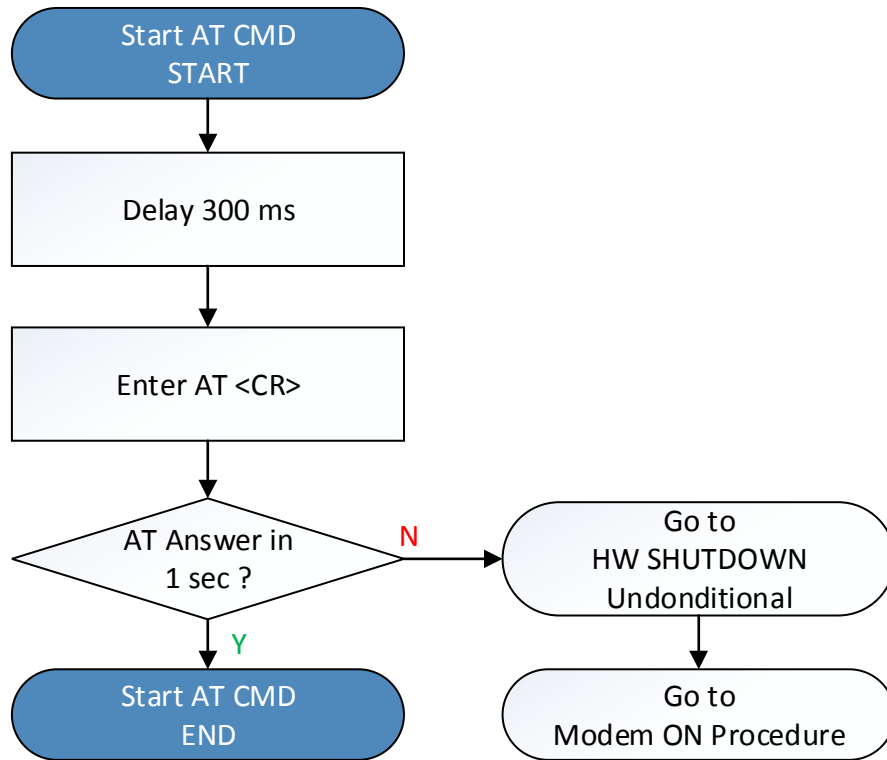 Start AT CMD
START
Delay 300 ms
Enter AT <CR>
AT Answer in
1 sec ?
N
Go to
HW SHUTDOWN
Undonditional
Y
Start AT CMD
END
Go to
Modem ON Procedure